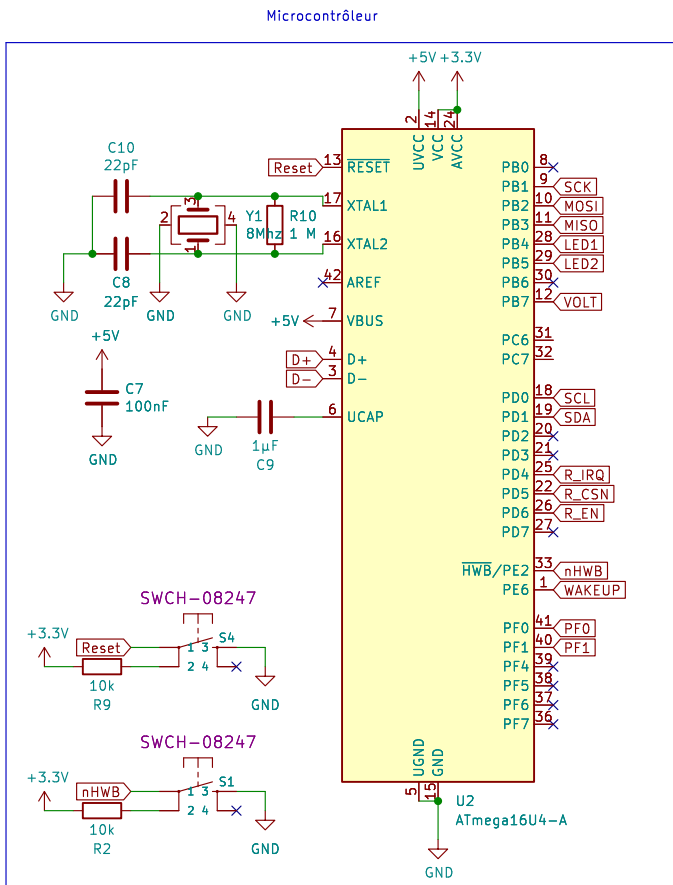 Microcontrôleur
+5V +3.3V
2 14 24
UVCC VCC AVCC
C10
22pF
Reset 13 RESET
17 XTAL1
3
2 4
1
Y1
8Mhz
R10
1 M
16 XTAL2
C8
22pF
GND GND GND
42 AREF
+5V 7 VBUS
D+ 4 D+
D- 3 D-
6 UCAP
GND
1µF
C9
+5V
C7
100nF
GND
PB0 8
PB1 9 SCK
PB2 10 MOSI
PB3 11 MISO
PB4 28 LED1
PB5 29 LED2
PB6 30
PB7 12 VOLT
PC6 31
PC7 32
PD0 18 SCL
PD1 19 SDA
PD2 20
PD3 21
PD4 25 R_IRQ
PD5 22 R_CSN
PD6 26 R_EN
PD7 27
HWB/PE2 33 nHWB
PE6 1 WAKEUP
PF0 41 PF0
PF1 40 PF1
PF4 39
PF5 38
PF6 37
PF7 36
UGND GND
5 15
U2
ATmega16U4-A
GND
SWCH-08247
+3.3V
Reset
1 3 S4
2 4
10k
R9
GND
SWCH-08247
+3.3V
nHWB
1 3 S1
2 4
10k
R2
GND